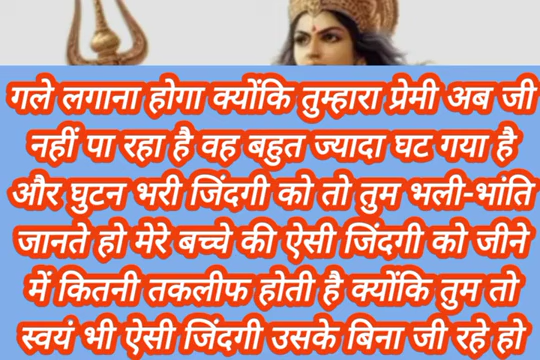 गले लगाना होगा क्योंकि तुम्हारा प्रेमी अब जी
नहीं पा रहा है वह बहुत ज्यादा घट गया है
और घुटन भरी जिंदगी को तो तुम भली-भांति
जानते हो मेरे बच्चे की ऐसी जिंदगी को जीने
में कितनी तकलीफ होती है क्योंकि तुम तो
स्वयं भी ऐसी जिंदगी उसके बिना जी रहे हो